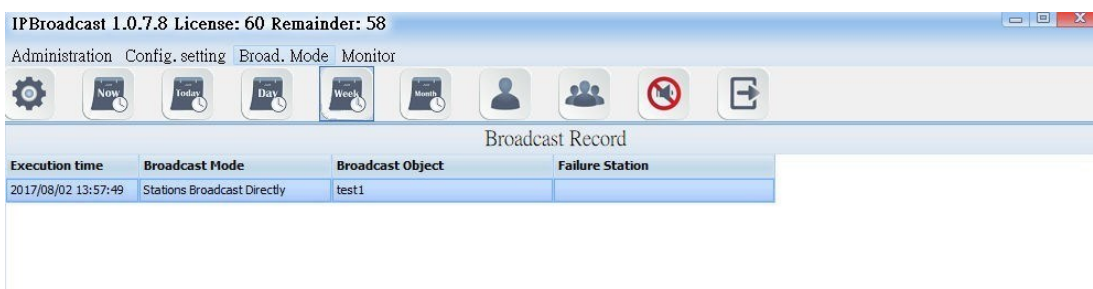 IPBroadcast 1.0.7.8 License: 60 Remainder: 58
Administration Config. setting Broad. Mode Monitor
Now Today Day Week Month
Broadcast Record
Execution time Broadcast Mode Broadcast Object Failure Station
2017/08/02 13:57:49 Stations Broadcast Directly test1